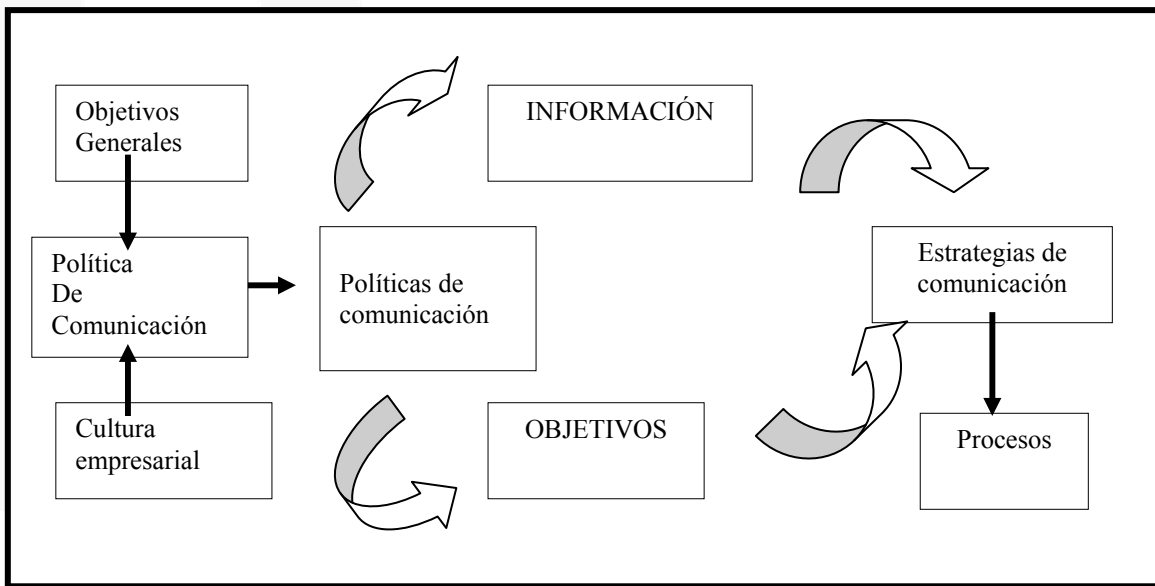 Objetivos
Generales
INFORMACIÓN
Política
De
Comunicación
Políticas de
comunicación
Estrategias de
comunicación
Cultura
empresarial
OBJETIVOS
Procesos